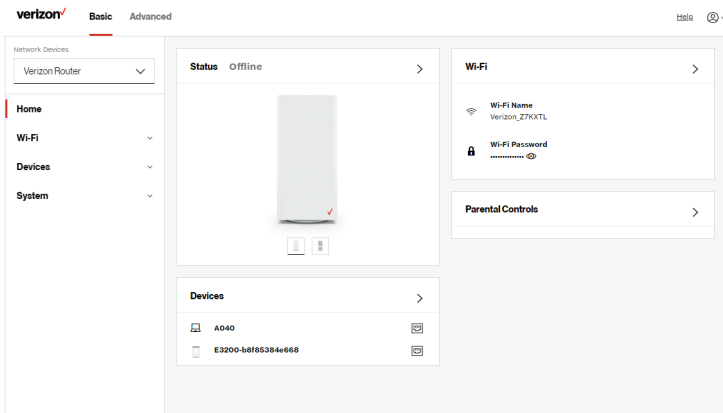 verizon
Basic
Advanced
Help
Network Devices
Verizon Router
Home
Wi-Fi
Devices
System
Status Offline
Devices
A040
E3200-b8f85384e668
Wi-Fi
Wi-Fi Name
Verizon_Z7KXTL
Wi-Fi Password
••••••••••••••
Parental Controls